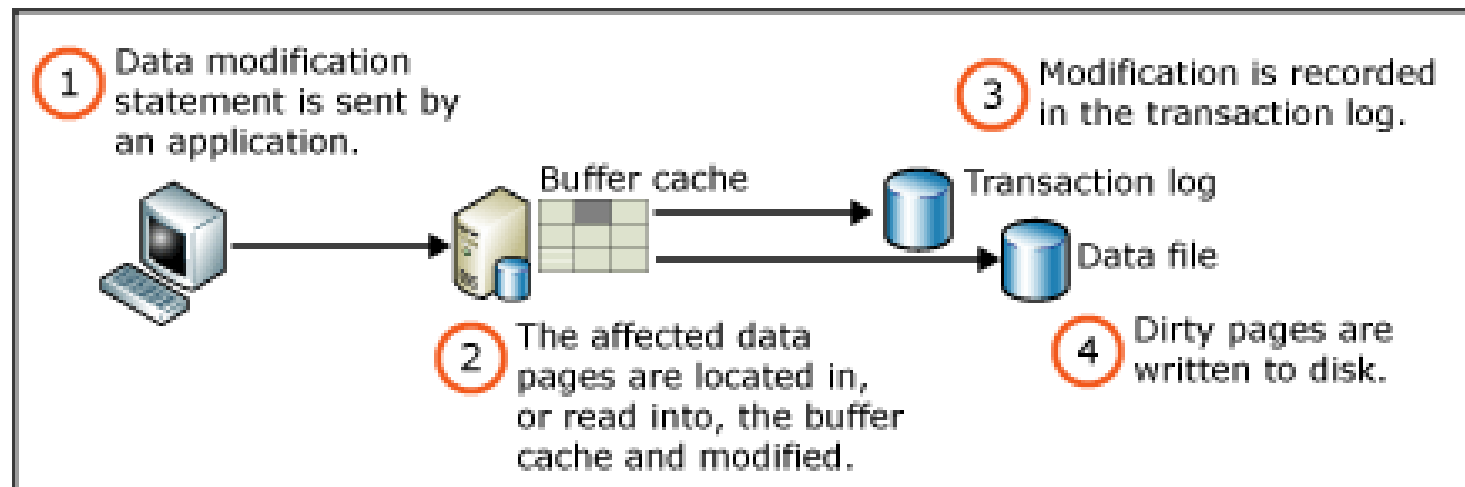 1
Data modification
statement is sent by
an application.
3
Modification is recorded
in the transaction log.
Buffer cache
Transaction log
Data file
2
The affected data
pages are located in,
or read into, the buffer
cache and modified.
4
Dirty pages are
written to disk.